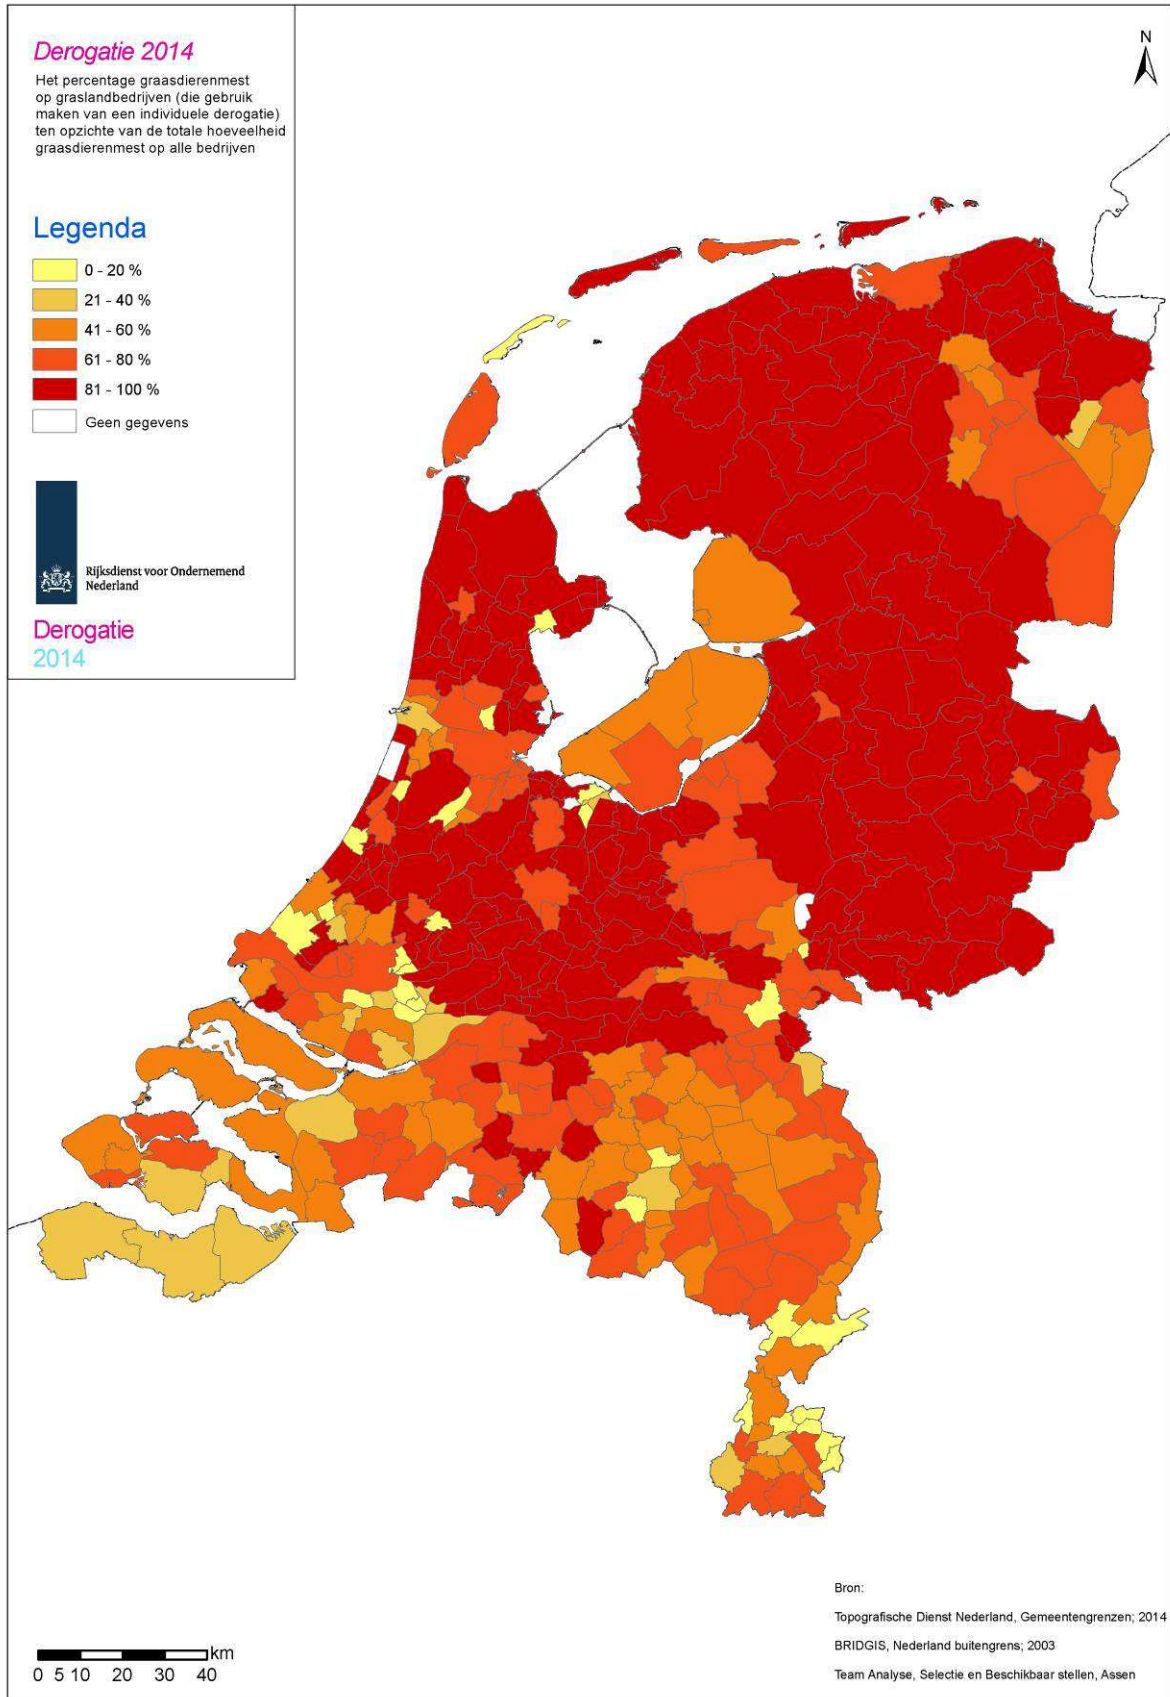 Derogatie 2014
Het percentage graasdierenmest
op graslandbedrijven (die gebruik
maken van een individuele derogatie)
ten opzichte van de totale hoeveelheid
graasdierenmest op alle bedrijven
N
Legenda
0 - 20 %
21 - 40 %
41 - 60 %
61 - 80 %
81 - 100 %
Geen gegevens
Rijksdienst voor Ondernemend
Nederland
Derogatie
2014
Bron:
Topografische Dienst Nederland, Gemeentengrenzen; 2014
BRIDGIS, Nederland buitengrens; 2003
Team Analyse, Selectie en Beschikbaar stellen, Assen
km
0 5 10 20 30 40